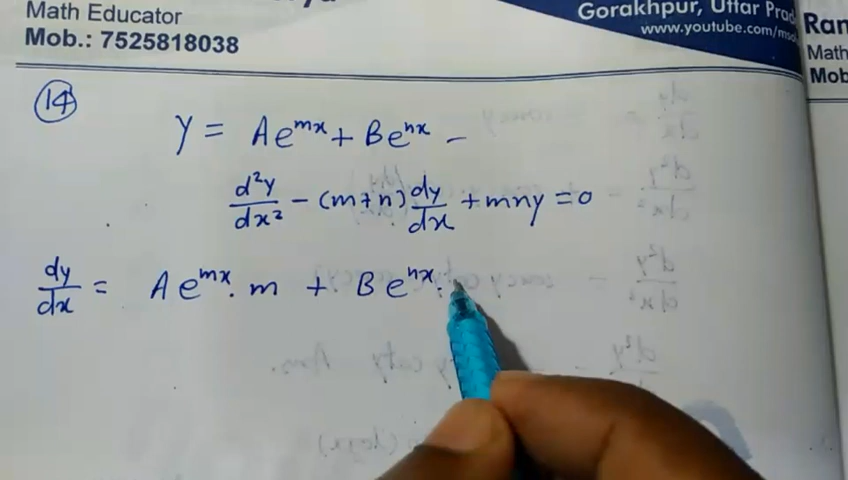 Math Educator
Mob.: 7525818038
Gorakhpur, Uttar Prad
www.youtube.com/ms
Ran
Math
Mob
14
y = Ae^{mx} + Be^{nx} -
d²y/dx² - (m+n) dy/dx + mny = 0
dy/dx = Ae^{mx}. m + Be^{nx}.